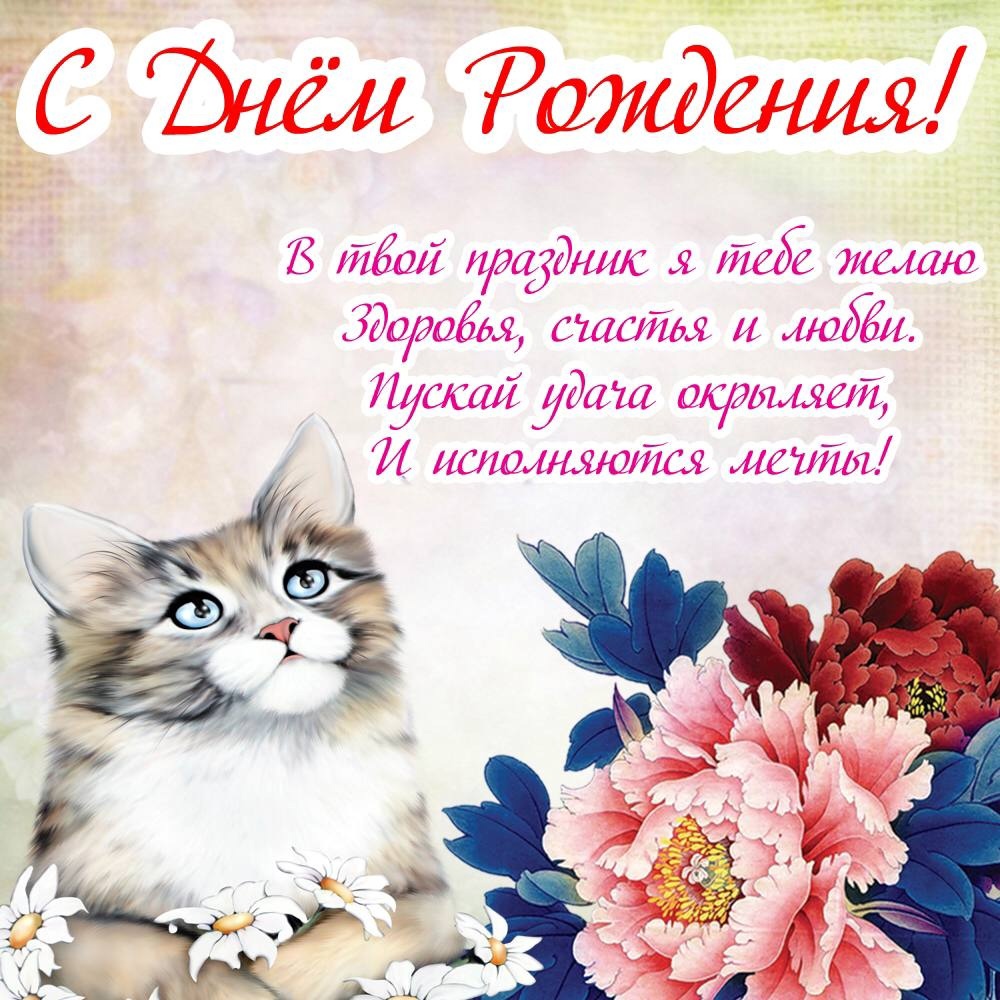 С Днём Рождения!
В твой праздник я тебе желаю
Здоровья, счастья и любви.
Пускай удача окрыляет,
И исполняются мечты!